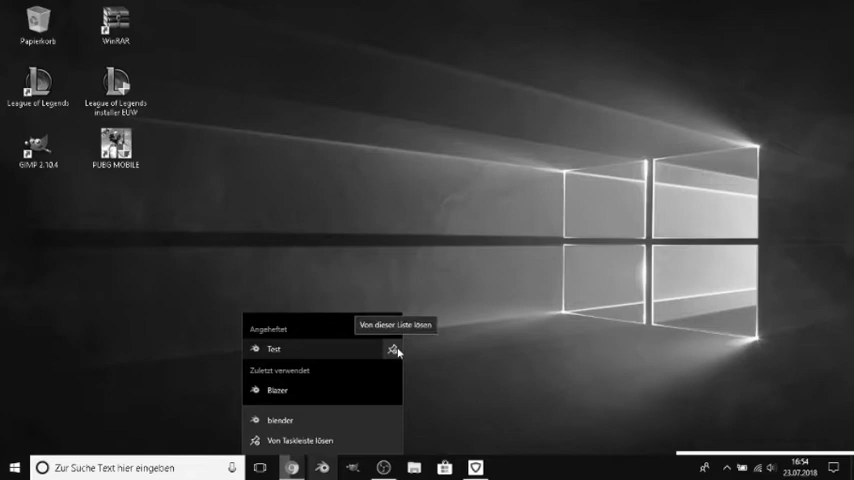 Papierkorb
WinRAR
League of Legends
League of Legends
installer EUW
GIMP 2.10.4
PUBG MOBILE
Angeheftet
Von dieser Liste lösen
Test
Zuletzt verwendet
Blazer
blender
Von Taskleiste lösen
Zur Suche Text hier eingeben
16:54
23.07.2018